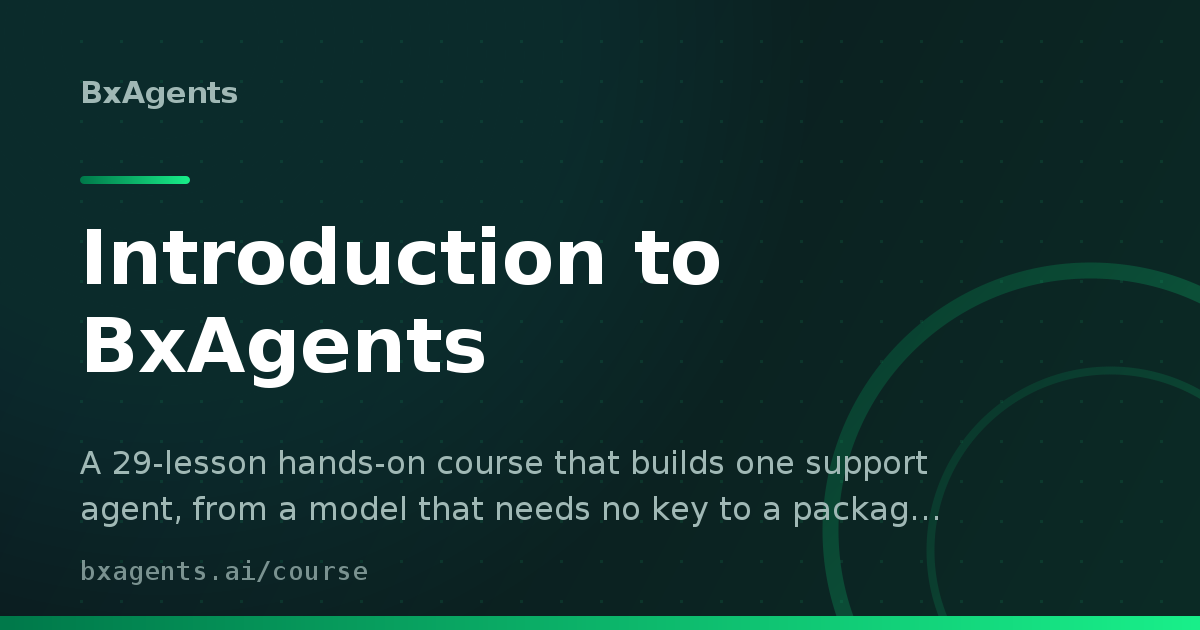 BxAgents
Introduction to
BxAgents
A 29-lesson hands-on course that builds one support
agent, from a model that needs no key to a packag…
bxagents.ai/course